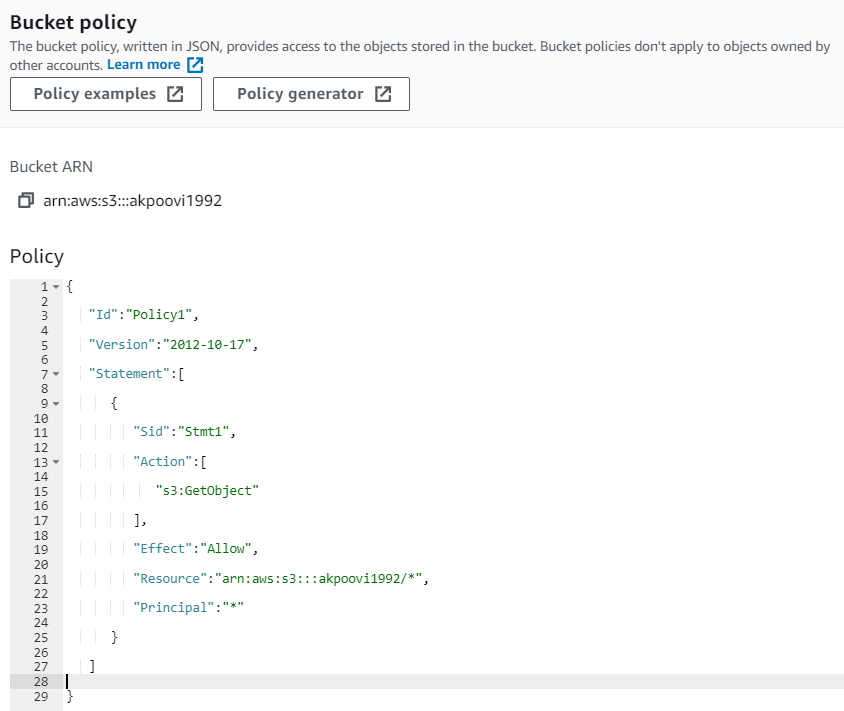 Bucket policy
The bucket policy, written in JSON, provides access to the objects stored in the bucket. Bucket policies don't apply to objects owned by
other accounts. Learn more
Policy examples Policy generator
Bucket ARN
arn:aws:s3:::akpoovi1992
Policy
1 {
2
3 "Id":"Policy1",
4
5 "Version":"2012-10-17",
6
7 "Statement":[
8
9 {
10
11 "Sid":"Stmt1",
12
13 "Action":[
14
15 "s3:GetObject"
16
17 ],
18
19 "Effect":"Allow",
20
21 "Resource":"arn:aws:s3:::akpoovi1992/*",
22
23 "Principal":"*"
24
25 }
26
27 ]
28
29 }